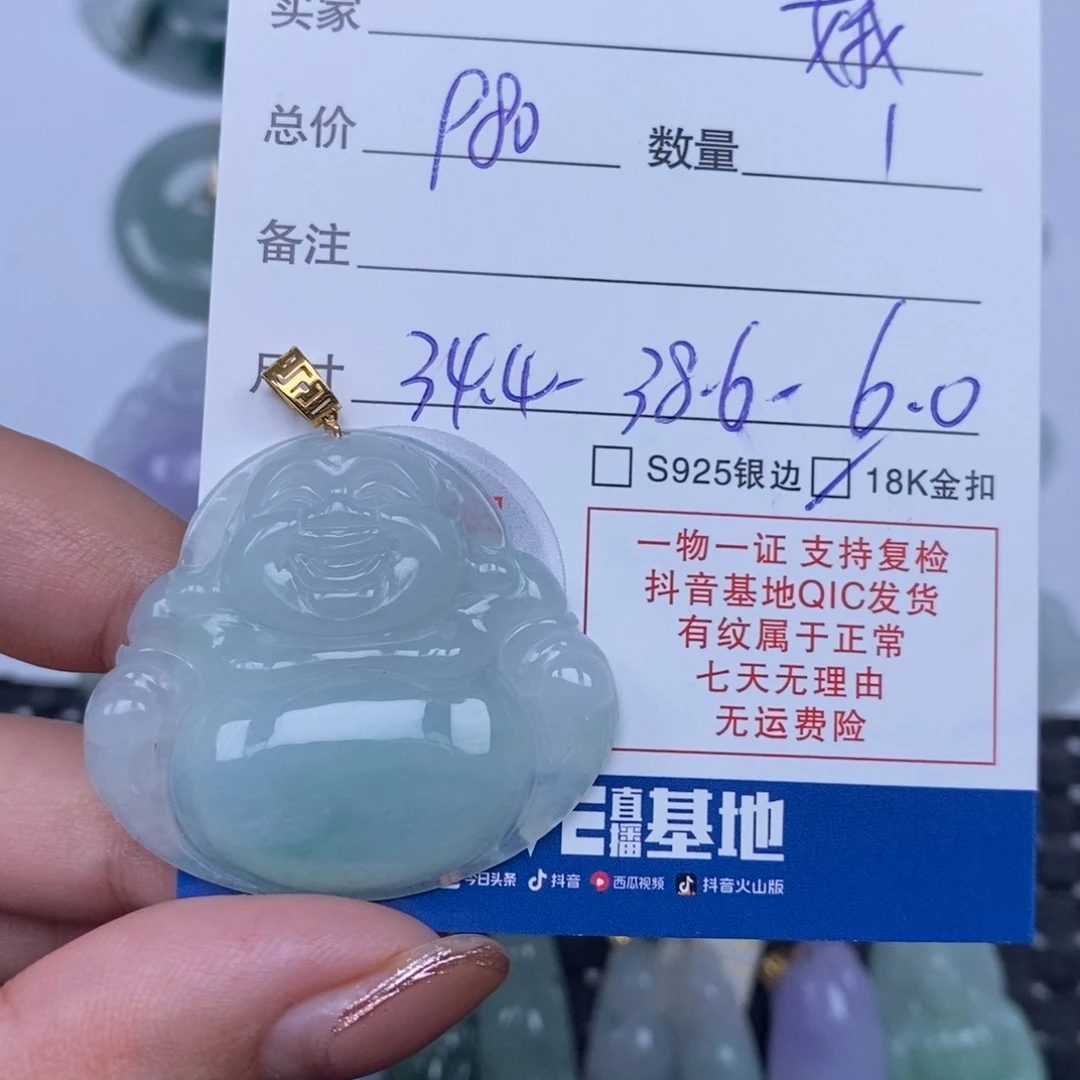 买家
总价 980 数量 1
备注
尺寸 34.4- 38.6- 6.0
S925银边 18K金扣
一物一证 支持复检
抖音基地QIC发货
有纹属于正常
七天无理由
无运费险
直播基地
今日头条 抖音 西瓜视频 抖音火山版